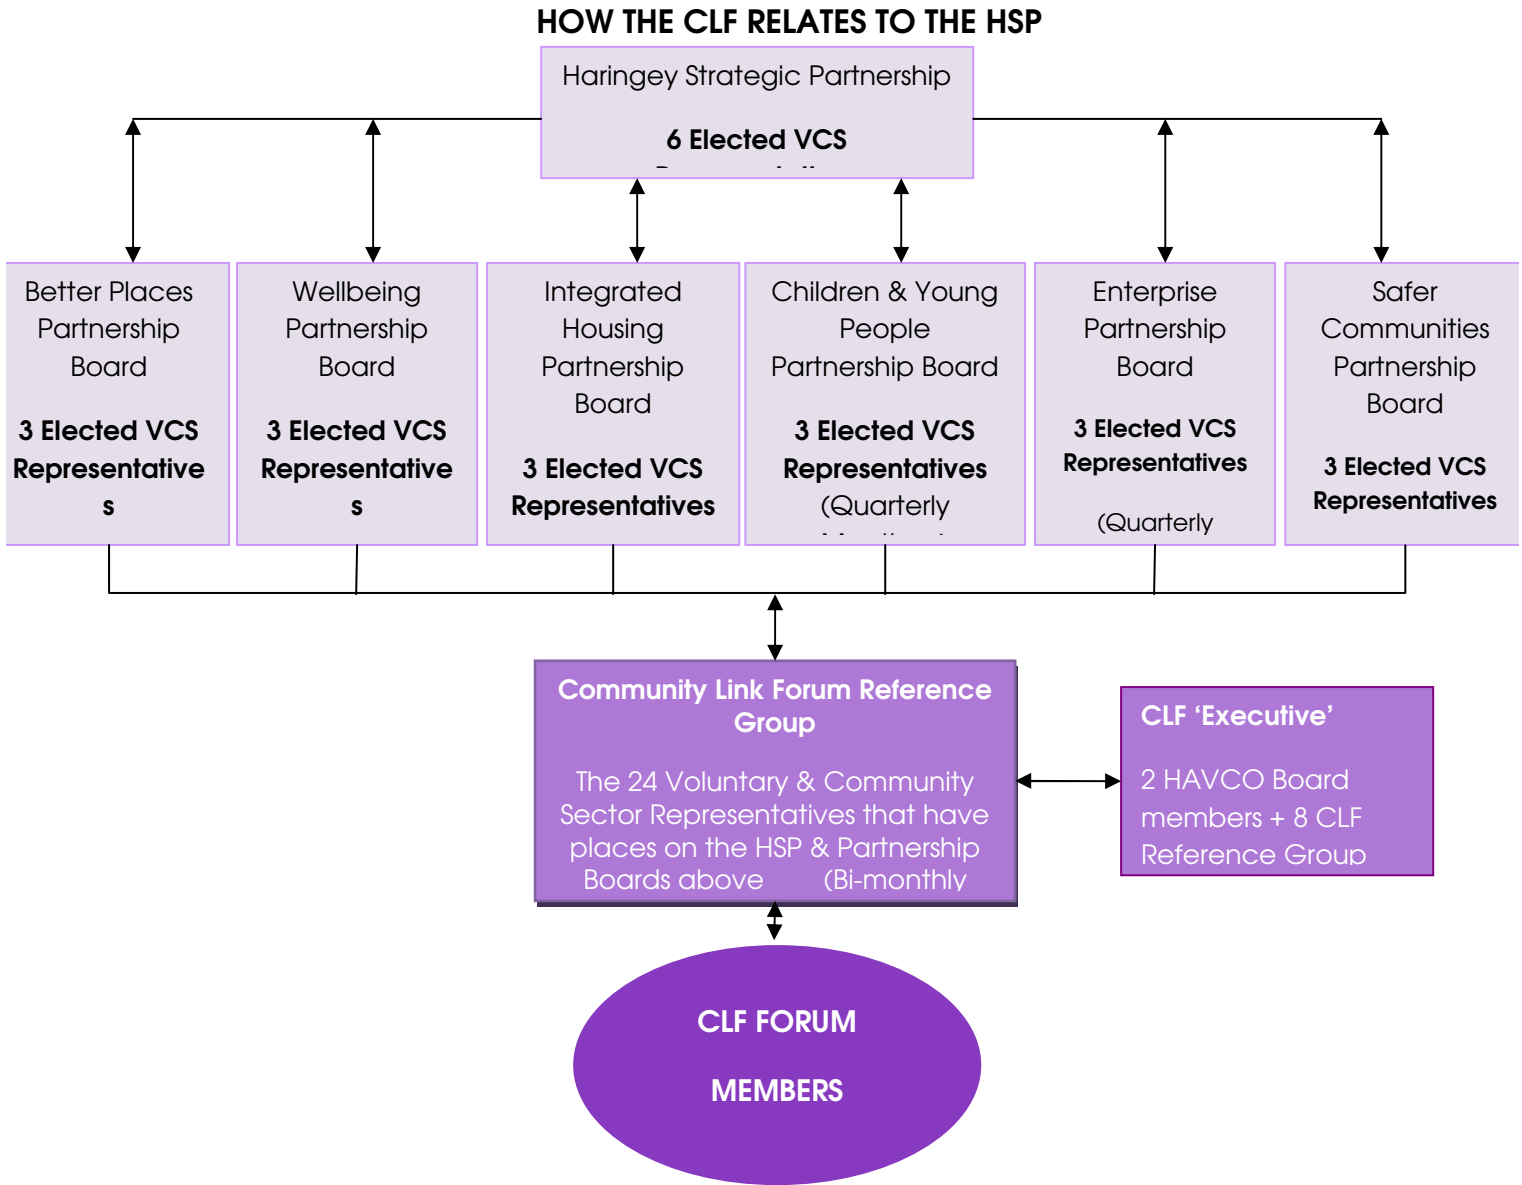 HOW THE CLF RELATES TO THE HSP
Haringey Strategic Partnership
6 Elected VCS
Better Places
Partnership
Board
3 Elected VCS
Representative
s
Wellbeing
Partnership
Board
3 Elected VCS
Representative
s
Integrated
Housing
Partnership
Board
3 Elected VCS
Representatives
Children & Young
People
Partnership Board
3 Elected VCS
Representatives
(Quarterly
Enterprise
Partnership
Board
3 Elected VCS
Representatives
(Quarterly
Safer
Communities
Partnership
Board
3 Elected VCS
Representatives
Community Link Forum Reference
Group
The 24 Voluntary & Community
Sector Representatives that have
places on the HSP & Partnership
Boards above (Bi-monthly
CLF ‘Executive’
2 HAVCO Board
members + 8 CLF
Reference Group
CLF FORUM
MEMBERS